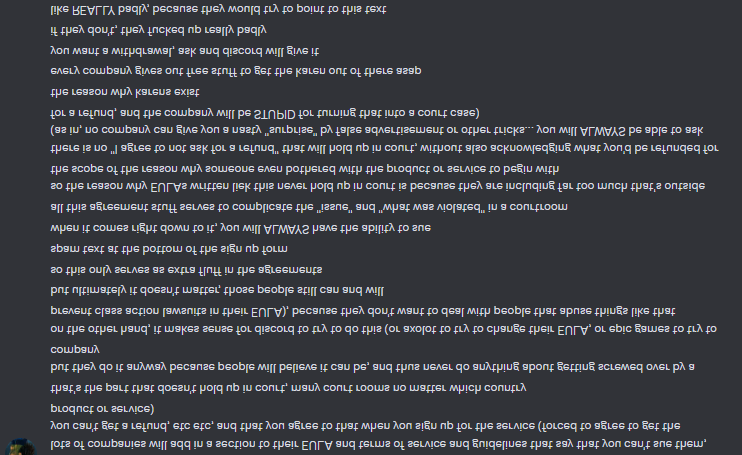 lots of companies will add in a section to their EULA and terms of service and guidelines that say that you can't sue them,
you can't get a refund, etc etc, and that you agree to that when you sign up for the service (forced to agree to get the
product or service)
that's the part that doesn't hold up in court, many court rooms no matter which country
but they do it anyway because people will believe it can be, and thus never do anything about getting screwed over by a
company
on the other hand, it makes sense for discord to try to do this (or axolot to try to change their EULA, or epic games to try to
prevent class action lawsuits in their EULA), because they don't want to deal with people that abuse things like that
but ultimately it doesn't matter, those people still can and will
so this only serves as extra fluff in the agreements
spam text at the bottom of the sign up form
when it comes right down to it, you will ALWAYS have the ability to sue
all this agreement stuff serves to complicate the "issue" and "what was violated" in a courtroom
so the reason why EULAs written liek this never hold up in court is because they are including far too much that's outside
the scope of the reason why someone even bothered with the product or service to begin with
there is no "I agree to not ask for a refund" that will hold up in court, without also acknowledging what you'd be refunded for
(as in, no company can give you a nasty "surprise" by false advertisement or other tricks... you will ALWAYS be able to ask
for a refund, and the company will be STUPID for turning that into a court case)
the reason why karens exist
every company gives out free stuff to get the karen out of there asap
you want a withdrawal, ask and discord will give it
if they don't, they fucked up really badly
like REALLY badly, because they would try to point to this text